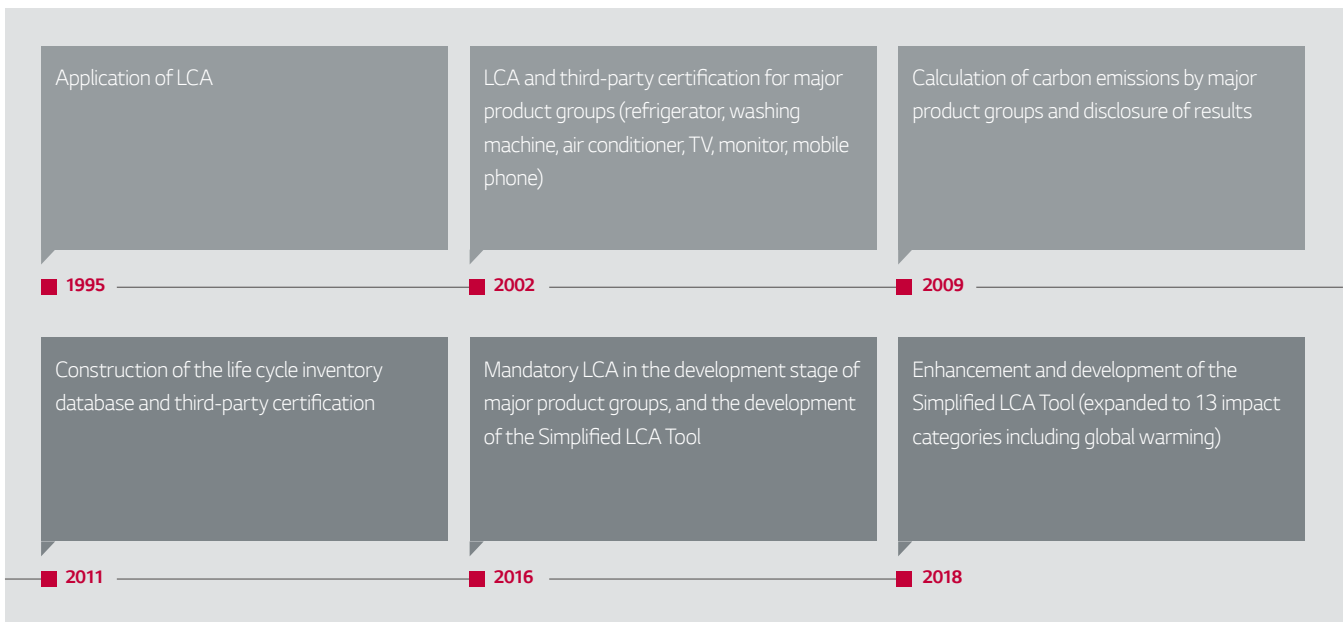 Application of LCA
LCA and third-party certification for major
product groups (refrigerator, washing
machine, air conditioner, TV, monitor, mobile
phone)
Calculation of carbon emissions by major
product groups and disclosure of results
1995
2002
2009
Construction of the life cycle inventory
database and third-party certification
Mandatory LCA in the development stage of
major product groups, and the development
of the Simplified LCA Tool
Enhancement and development of the
Simplified LCA Tool (expanded to 13 impact
categories including global warming)
2011
2016
2018